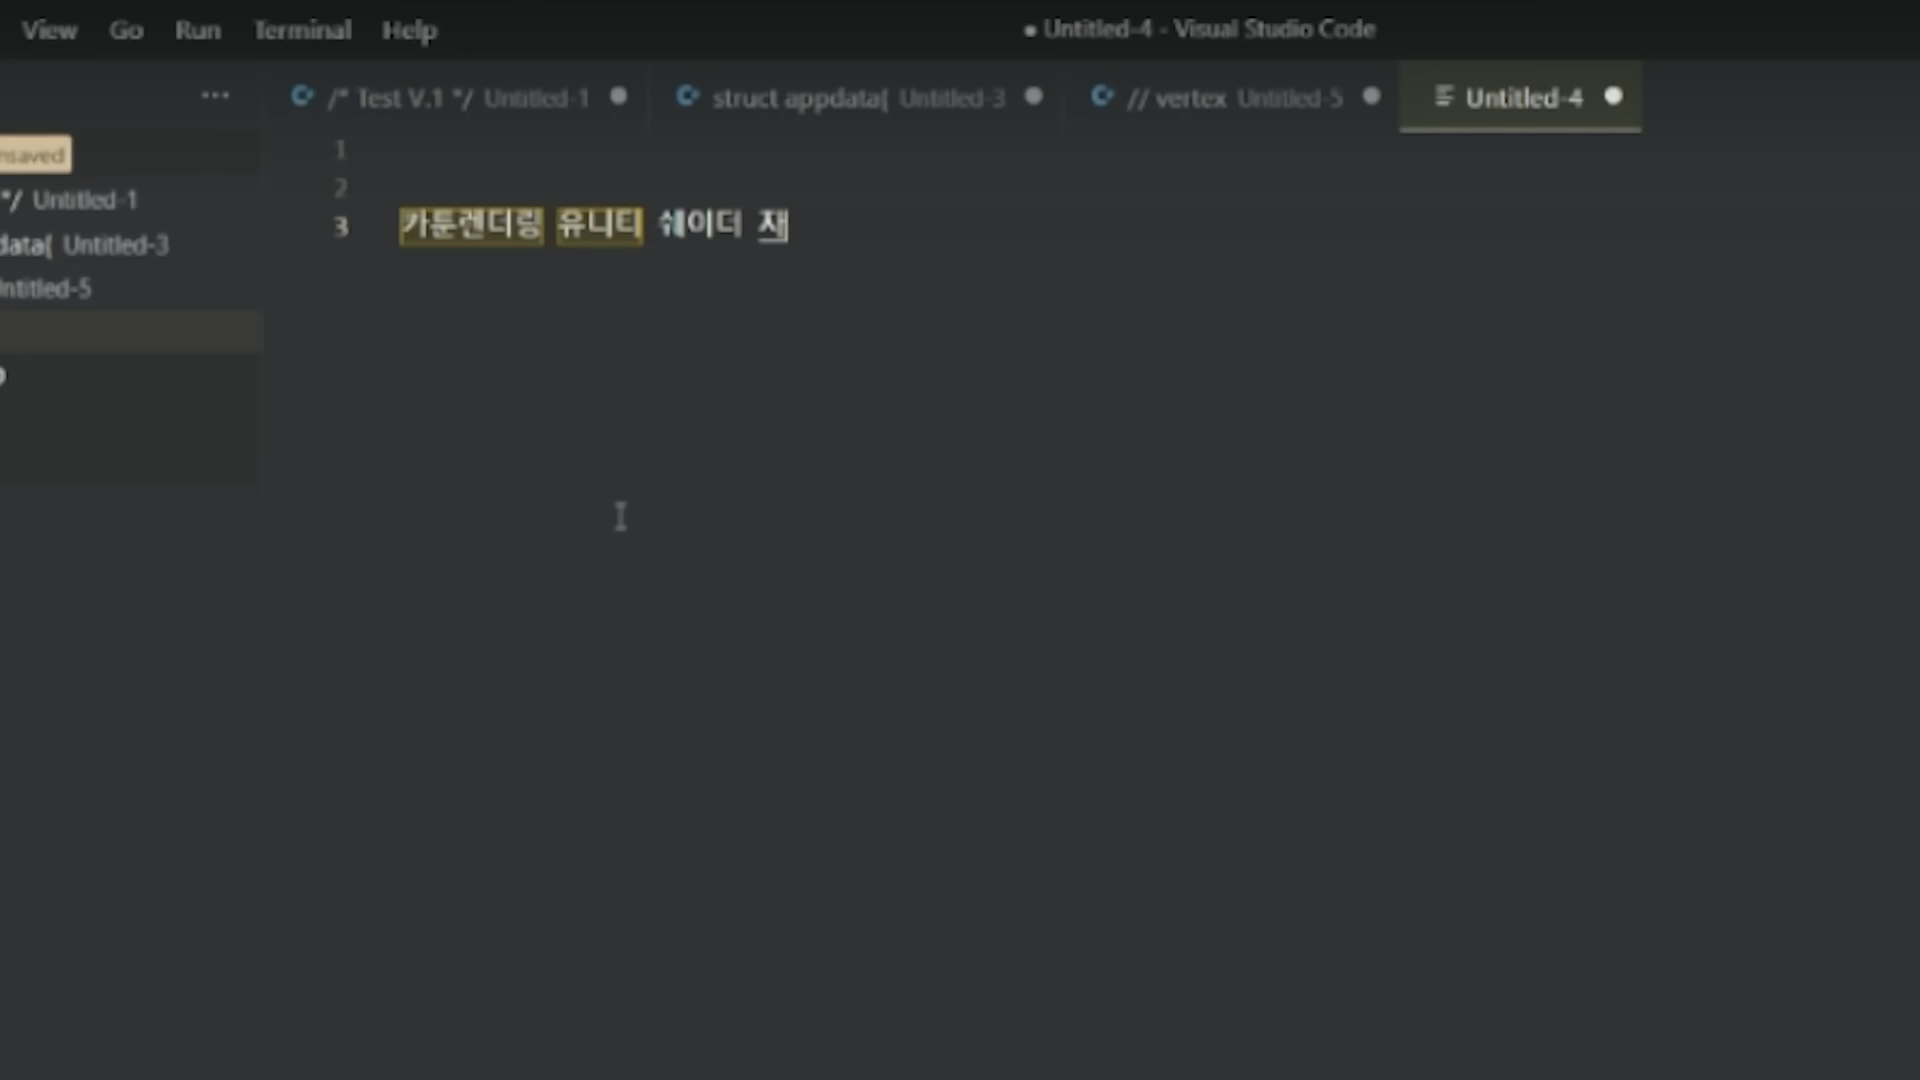 View Go Run Terminal Help
● Untitled-4 - Visual Studio Code
/* Test V.1 */ Untitled-1
struct appdata{ Untitled-3
// vertex Untitled-5
Untitled-4
nsaved
*/ Untitled-1
data{ Untitled-3
Untitled-5
1
2
3 카툰렌더링 유니티 쉐이더 재